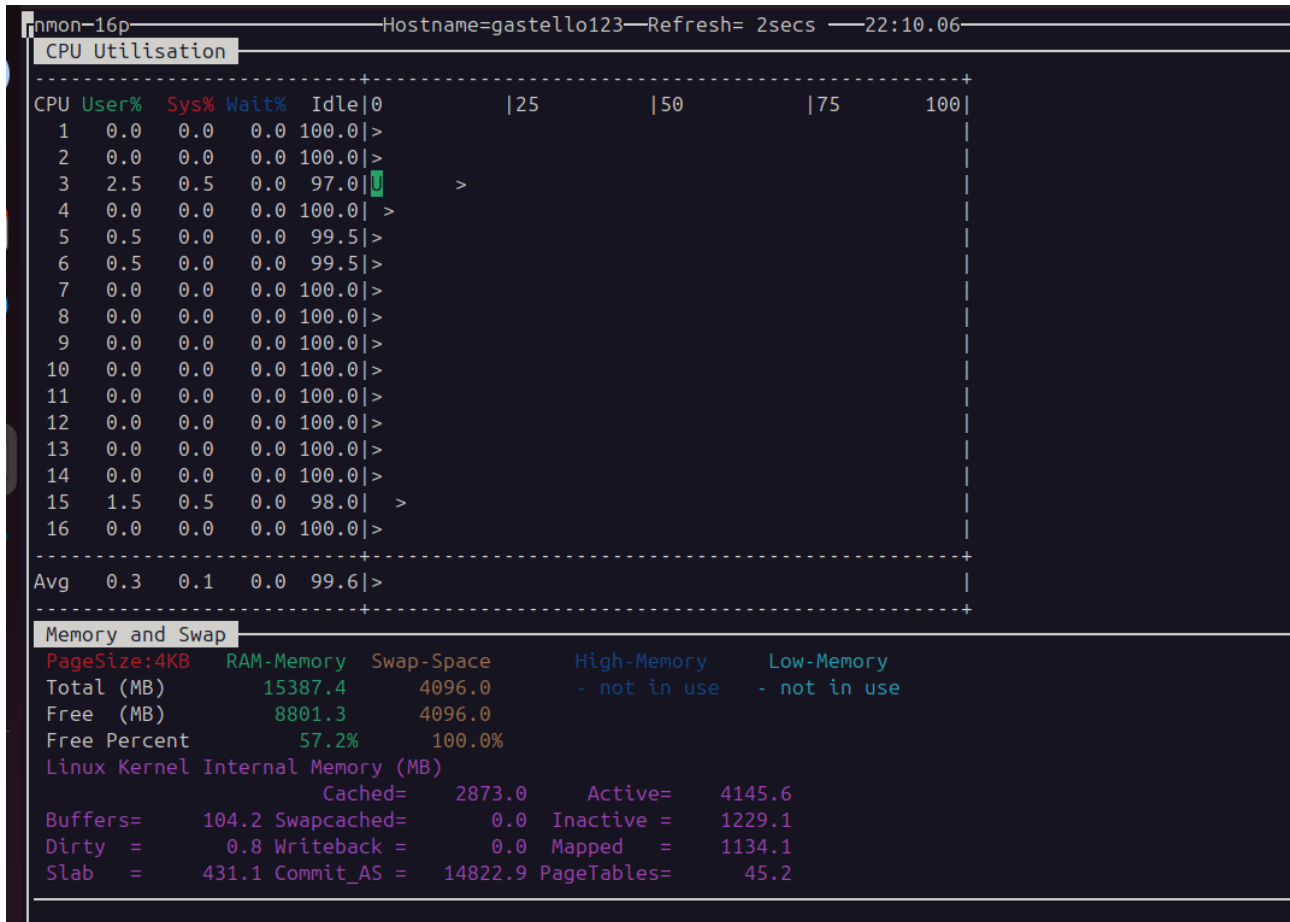 nmon─16p─────────────────────Hostname=gastello123──Refresh= 2secs ───22:10.06─
CPU Utilisation
---------------------------+-------------------------------------------------+
CPU User%  Sys% Wait%  Idle|0          |25         |50          |75       100|
  1   0.0   0.0   0.0 100.0|>                                                |
  2   0.0   0.0   0.0 100.0|>                                                |
  3   2.5   0.5   0.0  97.0|U      >                                         |
  4   0.0   0.0   0.0 100.0| >                                               |
  5   0.5   0.0   0.0  99.5|>                                                |
  6   0.5   0.0   0.0  99.5|>                                                |
  7   0.0   0.0   0.0 100.0|>                                                |
  8   0.0   0.0   0.0 100.0|>                                                |
  9   0.0   0.0   0.0 100.0|>                                                |
 10   0.0   0.0   0.0 100.0|>                                                |
 11   0.0   0.0   0.0 100.0|>                                                |
 12   0.0   0.0   0.0 100.0|>                                                |
 13   0.0   0.0   0.0 100.0|>                                                |
 14   0.0   0.0   0.0 100.0|>                                                |
 15   1.5   0.5   0.0  98.0|  >                                              |
 16   0.0   0.0   0.0 100.0|>                                                |
---------------------------+-------------------------------------------------+
Avg   0.3   0.1   0.0  99.6|>                                                |
---------------------------+-------------------------------------------------+
Memory and Swap
 PageSize:4KB   RAM-Memory  Swap-Space       High-Memory     Low-Memory
 Total (MB)        15387.4      4096.0       - not in use   - not in use
 Free  (MB)         8801.3      4096.0
 Free Percent         57.2%      100.0%
 Linux Kernel Internal Memory (MB)
                        Cached=    2873.0     Active=    4145.6
 Buffers=     104.2 Swapcached=       0.0  Inactive =    1229.1
 Dirty  =       0.8 Writeback =       0.0  Mapped   =    1134.1
 Slab   =     431.1 Commit_AS =   14822.9 PageTables=      45.2